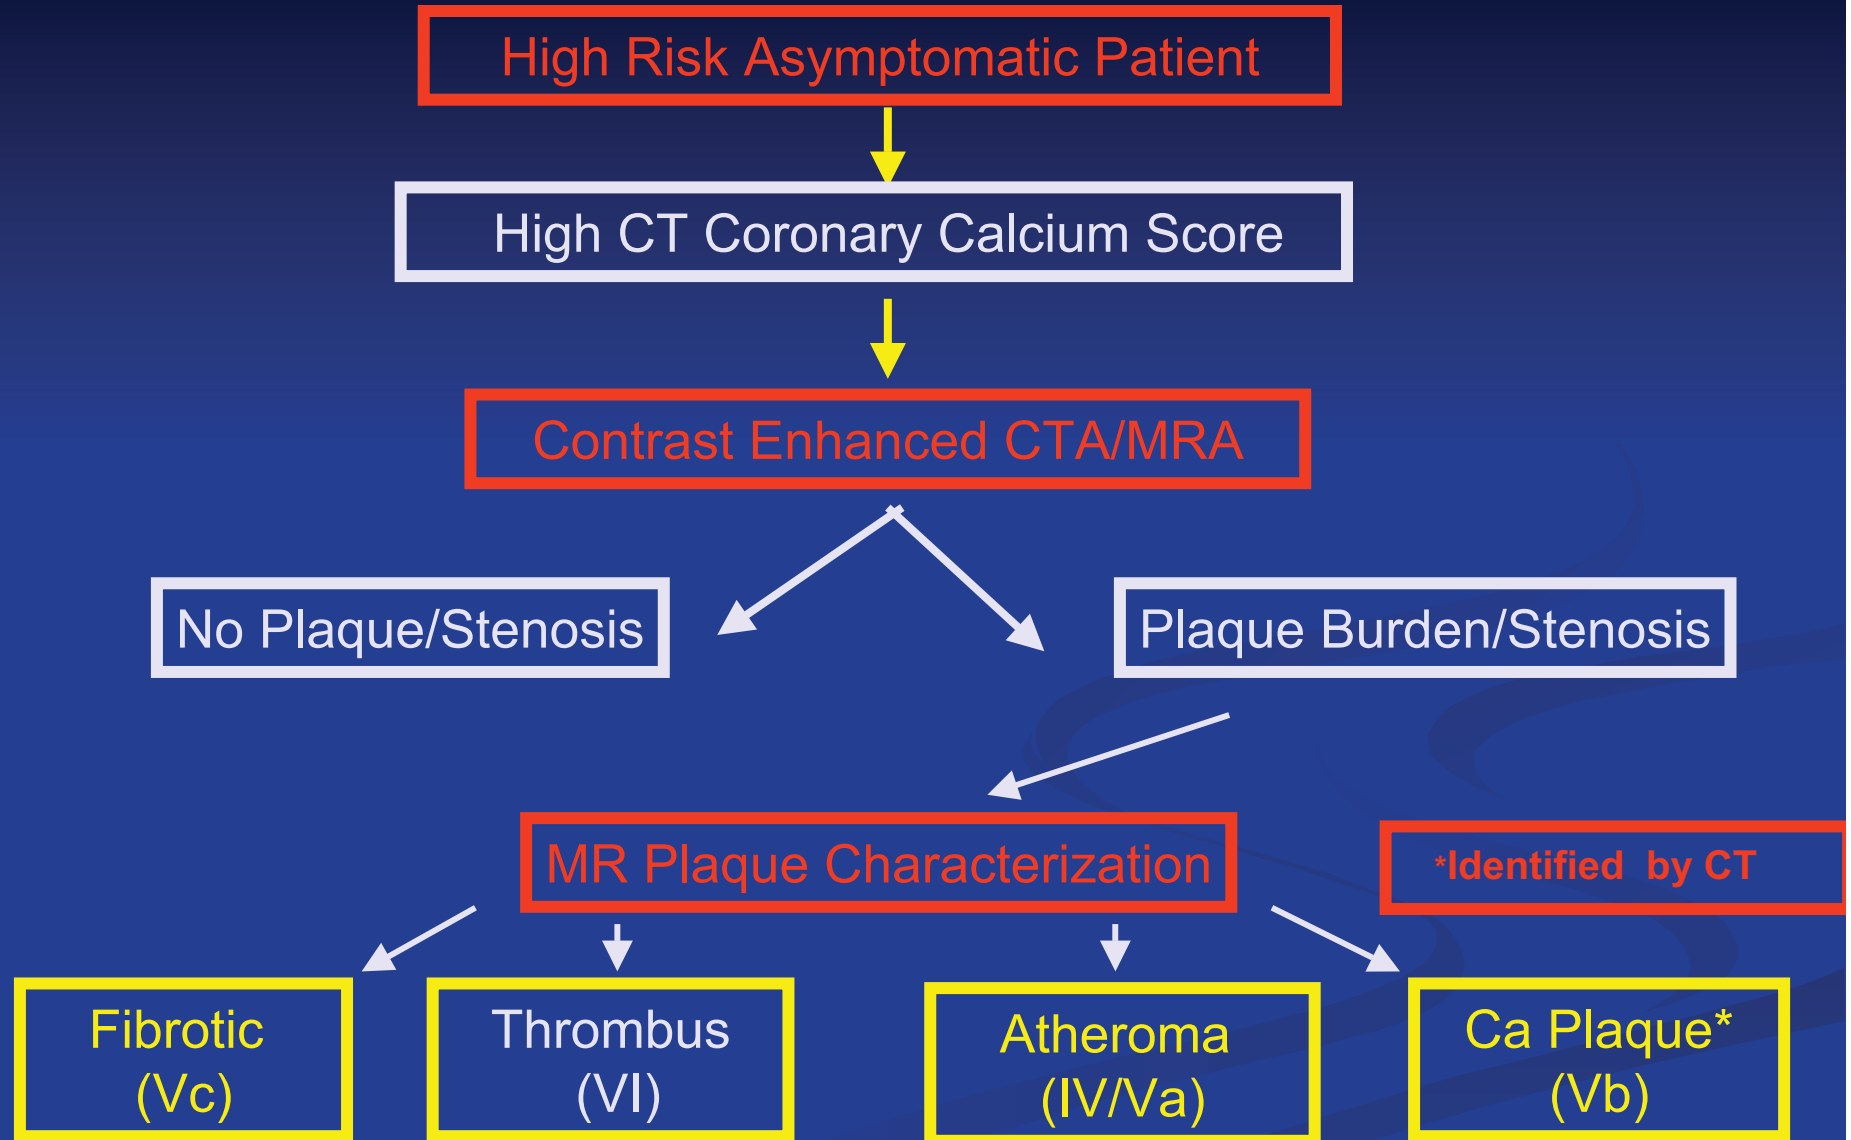 High Risk Asymptomatic Patient
High CT Coronary Calcium Score
Contrast Enhanced CTA/MRA
No Plaque/Stenosis
Plaque Burden/Stenosis
MR Plaque Characterization
*Identified by CT
Fibrotic
(Vc)
Thrombus
(VI)
Atheroma
(IV/Va)
Ca Plaque*
(Vb)